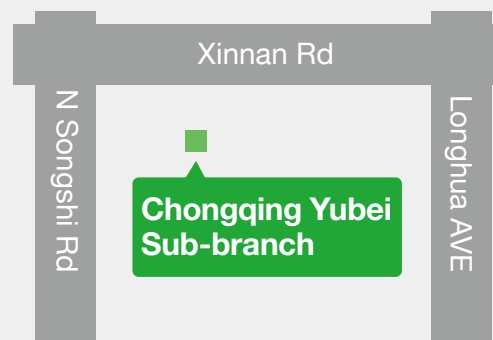 Xinnan Rd
N Songshi Rd
Longhua AVE
Chongqing Yubei
Sub-branch